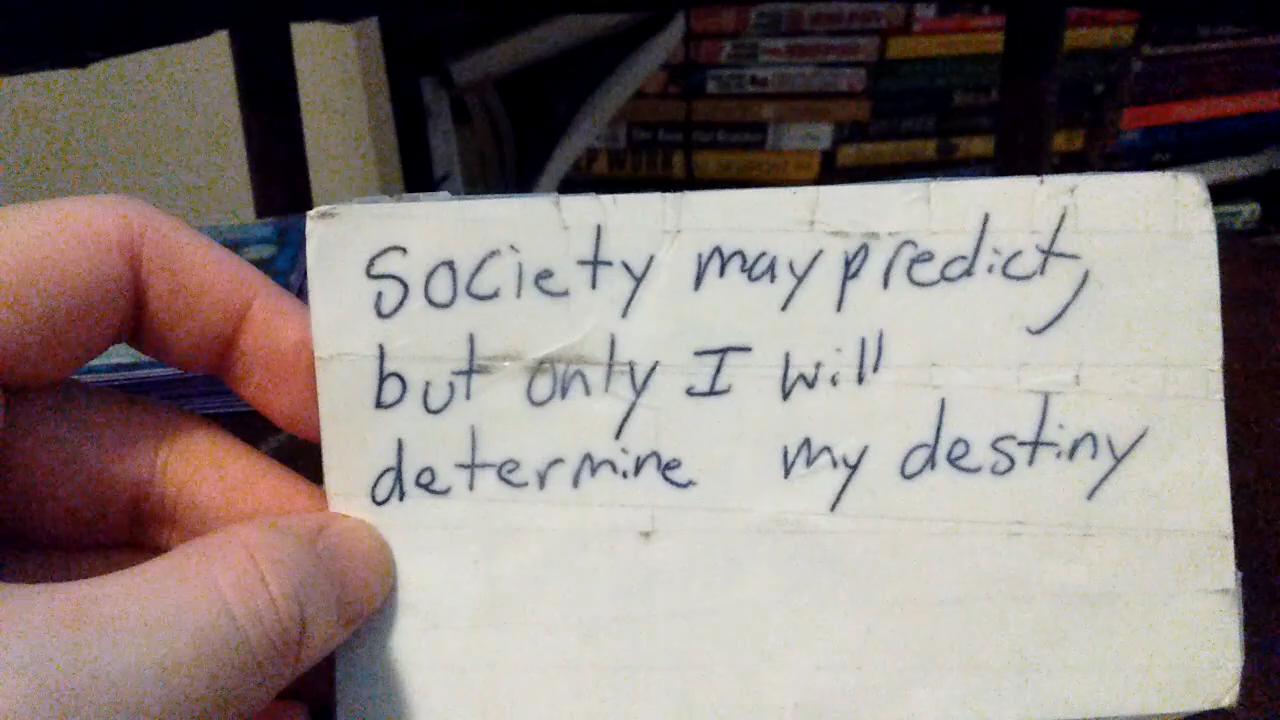 Society may predict,
but only I will
determine my destiny